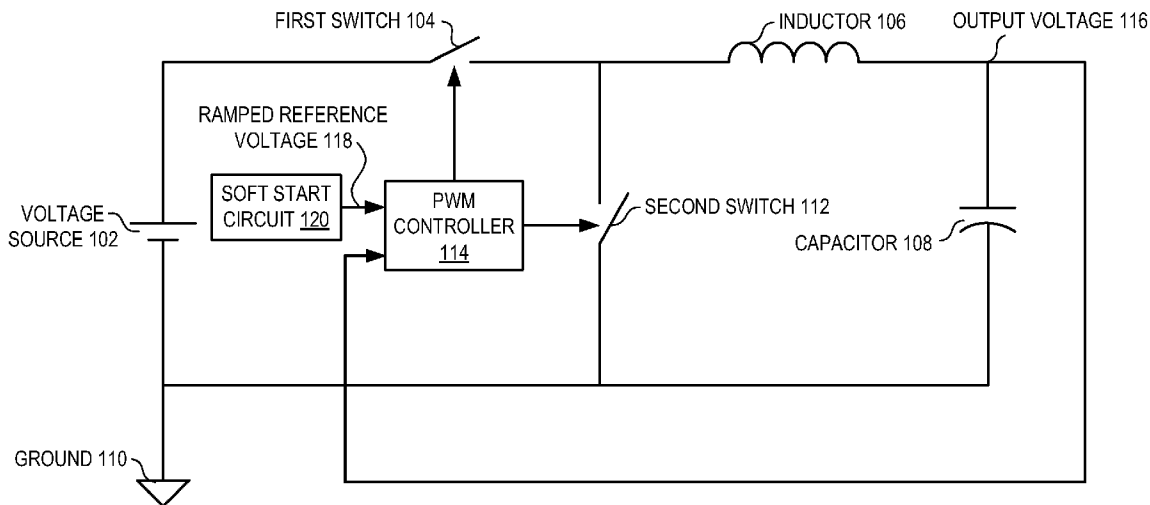 FIRST SWITCH 104
INDUCTOR 106
OUTPUT VOLTAGE 116
RAMPED REFERENCE
VOLTAGE 118
SOFT START
CIRCUIT 120
PWM
CONTROLLER
114
VOLTAGE
SOURCE 102
SECOND SWITCH 112
CAPACITOR 108
GROUND 110